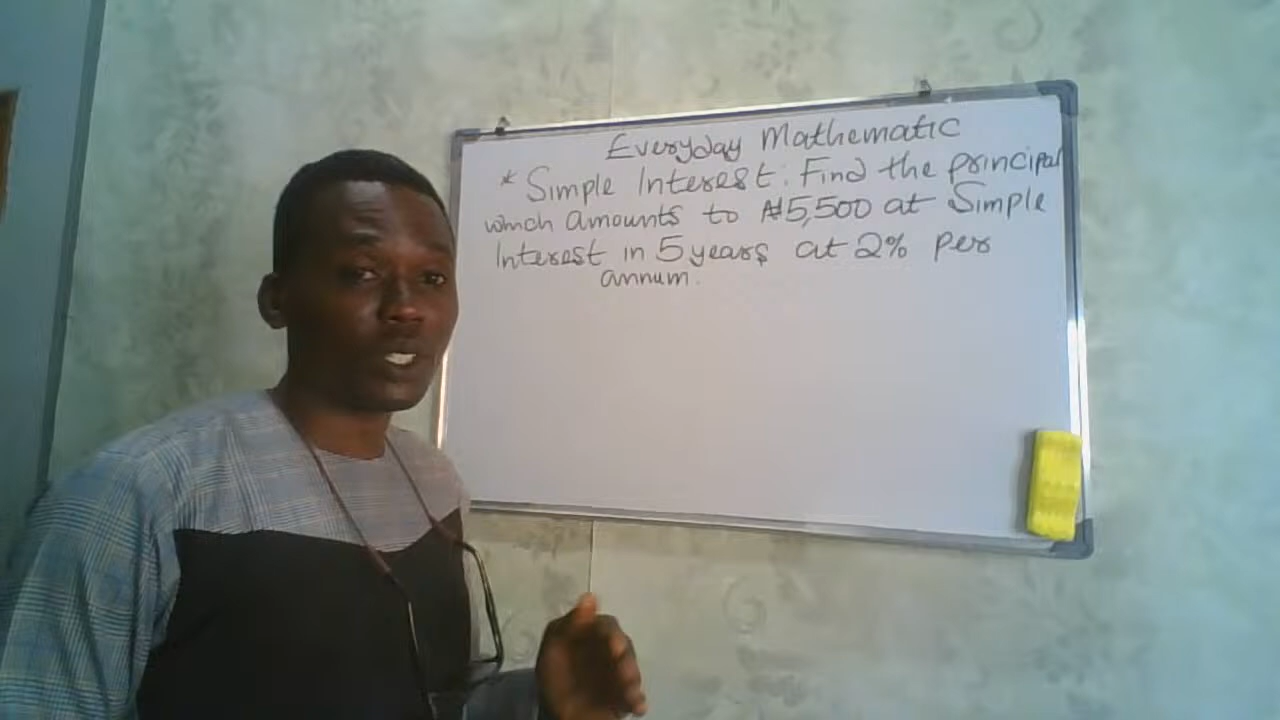 Everyday Mathematic
* Simple Interest: Find the principal
which amounts to ₦5,500 at Simple
Interest in 5 years at 2% per
annum.